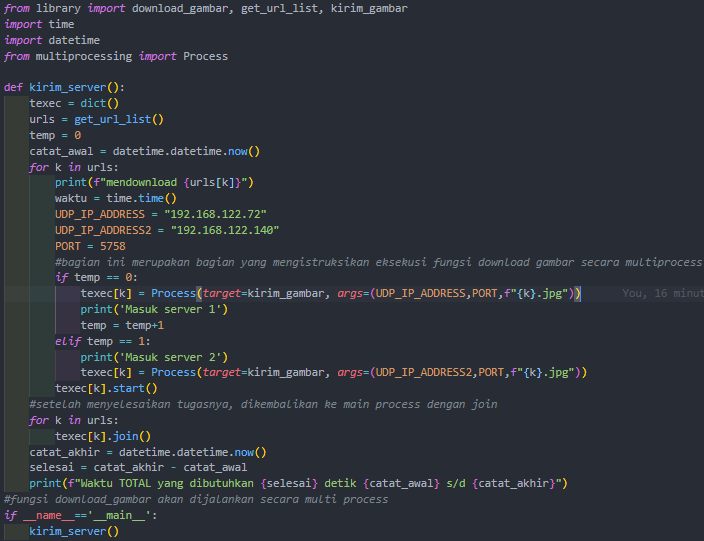 from library import download_gambar, get_url_list, kirim_gambar
import time
import datetime
from multiprocessing import Process

def kirim_server():
    texec = dict()
    urls = get_url_list()
    temp = 0
    catat_awal = datetime.datetime.now()
    for k in urls:
        print(f"mendownload {urls[k]}")
        waktu = time.time()
        UDP_IP_ADDRESS = "192.168.122.72"
        UDP_IP_ADDRESS2 = "192.168.122.140"
        PORT = 5758
        #bagian ini merupakan bagian yang mengistruksikan eksekusi fungsi download gambar secara multiprocess
        if temp == 0:
            texec[k] = Process(target=kirim_gambar, args=(UDP_IP_ADDRESS,PORT,f"{k}.jpg")) You, 16 minut
            print('Masuk server 1')
            temp = temp+1
        elif temp == 1:
            print('Masuk server 2')
            texec[k] = Process(target=kirim_gambar, args=(UDP_IP_ADDRESS2,PORT,f"{k}.jpg"))
        texec[k].start()
    #setelah menyelesaikan tugasnya, dikembalikan ke main process dengan join
    for k in urls:
        texec[k].join()
    catat_akhir = datetime.datetime.now()
    selesai = catat_akhir - catat_awal
    print(f"Waktu TOTAL yang dibutuhkan {selesai} detik {catat_awal} s/d {catat_akhir}")
#fungsi download_gambar akan dijalankan secara multi process
if __name__=='__main__':
    kirim_server()